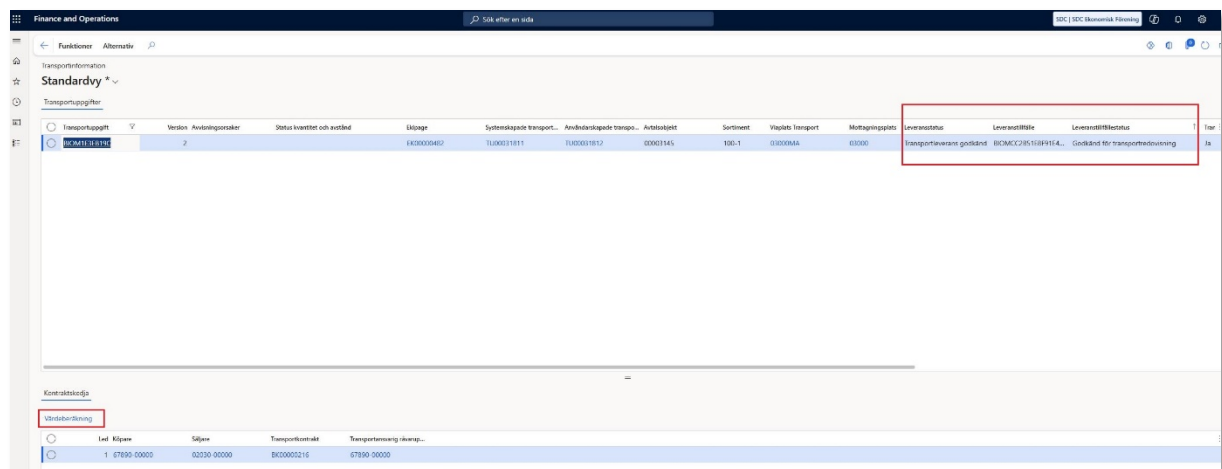 Finance and Operations
Sök efter en sida
SDC | SDC Ekonomisk Förening
Funktioner Alternativ
Transportinformation
Standardvy *
Transportuppgifter
Transportuppgift Version Avvisningsorsaker Status kvantitet och avstånd Ekipage Systemskapade transport... Användarskapade transpo... Avtalsobjekt Sortiment Viaplats Transport Mottagningsplats Leveransstatus Leveranstillfälle Leveranstillfällestatus Tran
2 EK00000482 TU00031811 TU00031812 00003145 100-1 03000MA 03000 Transportleverans godkänd Godkänd för transportredovisning Ja
Kontraktskedja
Värdeberäkning
Led Köpare Säljare Transportkontrakt Transportansvarig råvarup...
1 67890-00000 02030-00000 BK00000216 67890-00000